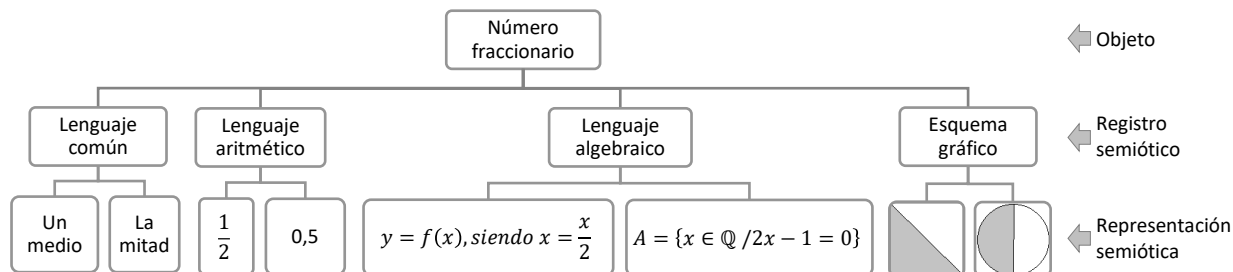 Número
fraccionario
Objeto
Lenguaje
común
Lenguaje
aritmético
Lenguaje
algebraico
Esquema
gráfico
Registro
semiótico
Un
medio
La
mitad
1/2
0,5
y = f(x), siendo x = x/2
A = {x ∈ ℚ /2x − 1 = 0}
Representación
semiótica